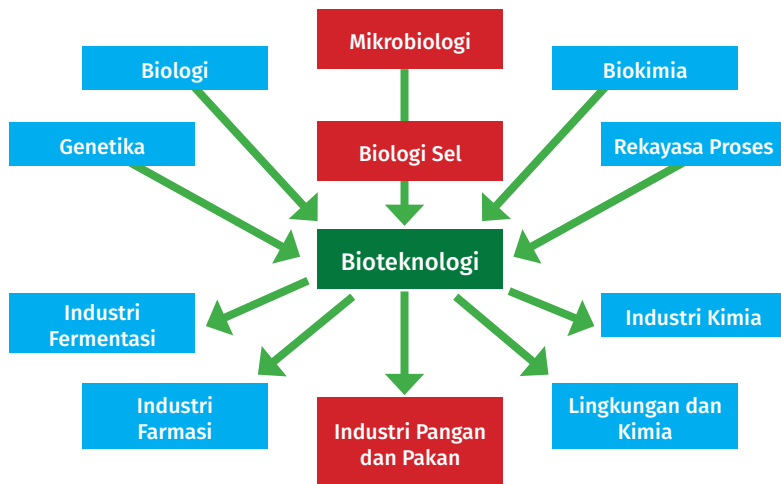 Mikrobiologi
Biologi
Biokimia
Genetika
Biologi Sel
Rekayasa Proses
Bioteknologi
Industri
Fermentasi
Industri Kimia
Industri
Farmasi
Industri Pangan
dan Pakan
Lingkungan dan
Kimia